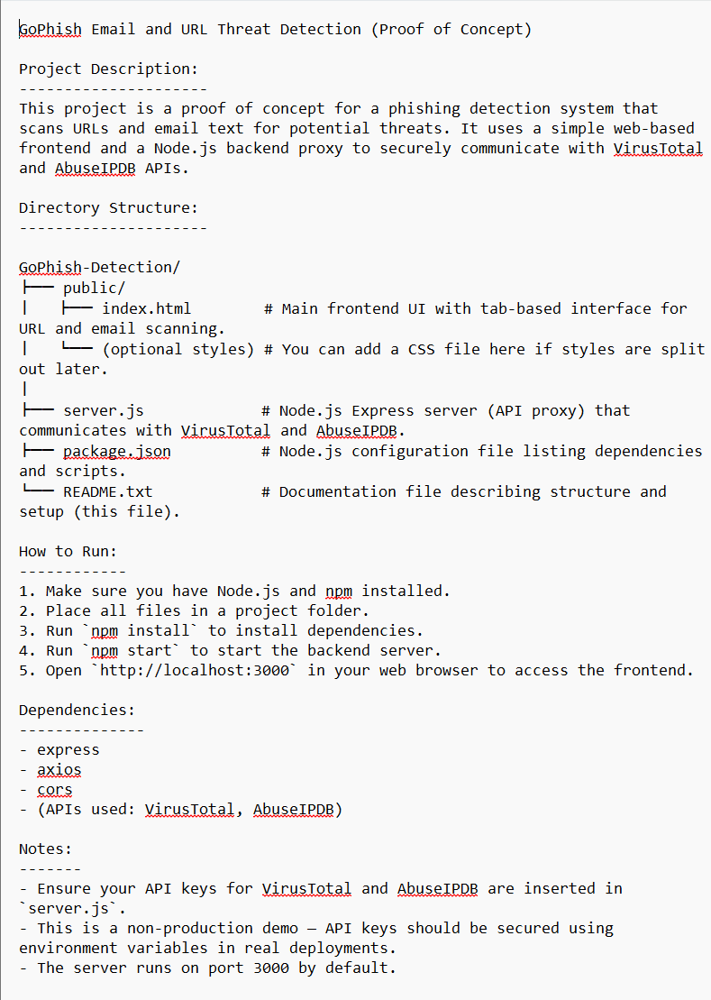 GoPhish Email and URL Threat Detection (Proof of Concept)
Project Description:
---------------------
This project is a proof of concept for a phishing detection system that
scans URLs and email text for potential threats. It uses a simple web-based
frontend and a Node.js backend proxy to securely communicate with VirusTotal
and AbuseIPDB APIs.
Directory Structure:
---------------------
GoPhish-Detection/
├── public/
│   ├── index.html        # Main frontend UI with tab-based interface for
URL and email scanning.
│   └── (optional styles) # You can add a CSS file here if styles are split
out later.
│
├── server.js             # Node.js Express server (API proxy) that
communicates with VirusTotal and AbuseIPDB.
├── package.json          # Node.js configuration file listing dependencies
and scripts.
└── README.txt            # Documentation file describing structure and
setup (this file).
How to Run:
------------
1. Make sure you have Node.js and npm installed.
2. Place all files in a project folder.
3. Run `npm install` to install dependencies.
4. Run `npm start` to start the backend server.
5. Open `http://localhost:3000` in your web browser to access the frontend.
Dependencies:
--------------
- express
- axios
- cors
- (APIs used: VirusTotal, AbuseIPDB)
Notes:
-------
- Ensure your API keys for VirusTotal and AbuseIPDB are inserted in
`server.js`.
- This is a non-production demo — API keys should be secured using
environment variables in real deployments.
- The server runs on port 3000 by default.